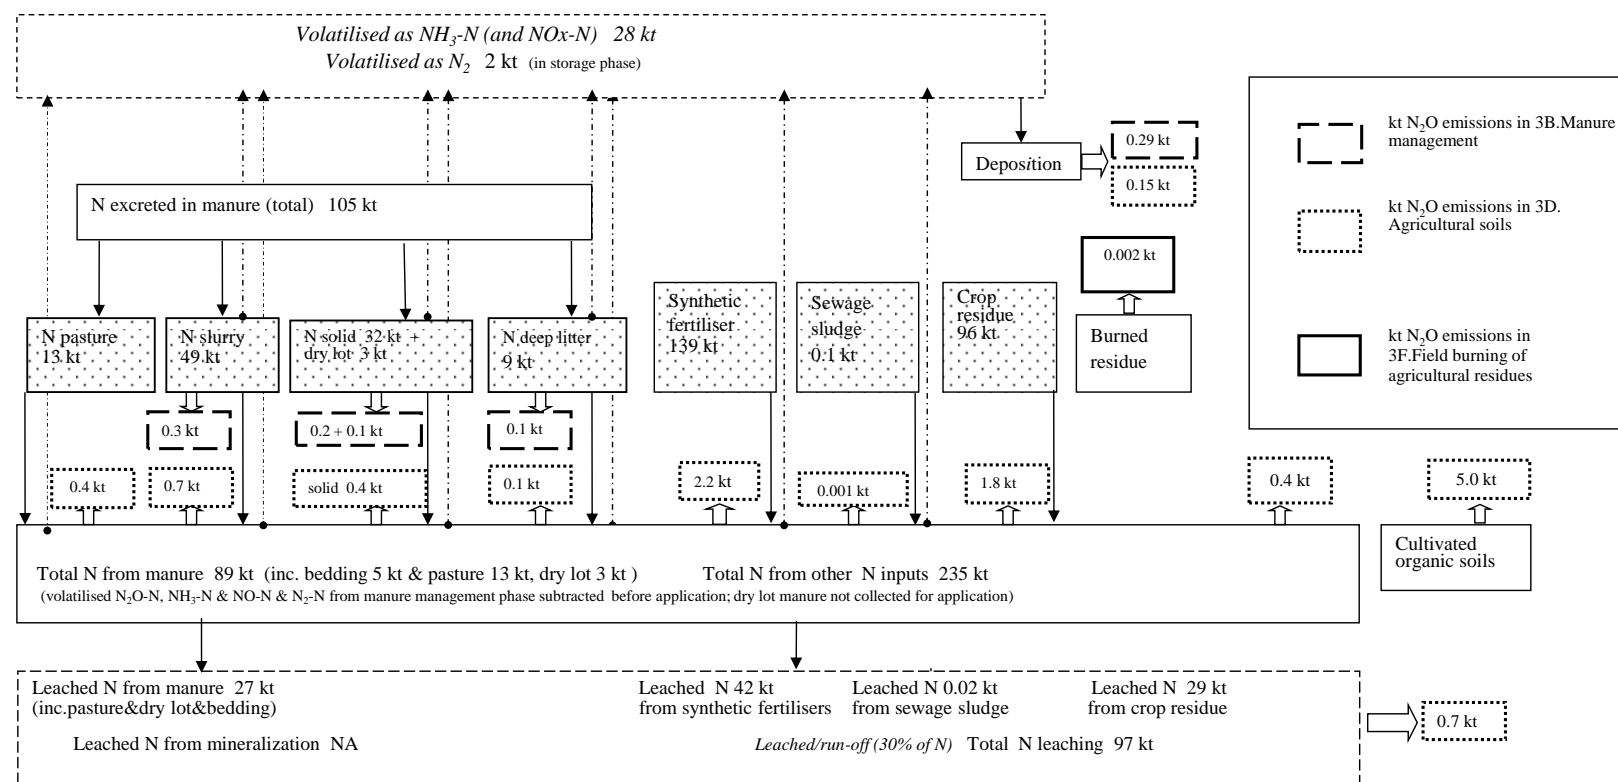 Volatilised as NH₃-N (and NOx-N) 28 kt
Volatilised as N₂ 2 kt (in storage phase)
kt N₂O emissions in 3B.Manure
management
0.29 kt
Deposition
0.15 kt
N excreted in manure (total) 105 kt
kt N₂O emissions in 3D.
Agricultural soils
0.002 kt
N pasture
13 kt
N slurry
49 kt
N solid 32 kt +
dry lot 3 kt
N deep litter
9 kt
Synthetic
fertiliser
139 kt
Sewage
sludge
0.1 kt
Crop
residue
96 kt
Burned
residue
kt N₂O emissions in
3F.Field burning of
agricultural residues
0.3 kt
0.2 + 0.1 kt
0.1 kt
0.4 kt
0.7 kt
solid 0.4 kt
0.1 kt
2.2 kt
0.001 kt
1.8 kt
0.4 kt
5.0 kt
Cultivated
organic soils
Total N from manure 89 kt (inc. bedding 5 kt & pasture 13 kt, dry lot 3 kt ) Total N from other N inputs 235 kt
(volatilised N₂O-N, NH₃-N & NO-N & N₂-N from manure management phase subtracted before application; dry lot manure not collected for application)
Leached N from manure 27 kt
(inc.pasture&dry lot&bedding)
Leached N 42 kt
from synthetic fertilisers
Leached N 0.02 kt
from sewage sludge
Leached N 29 kt
from crop residue
0.7 kt
Leached N from mineralization NA
Leached/run-off (30% of N) Total N leaching 97 kt